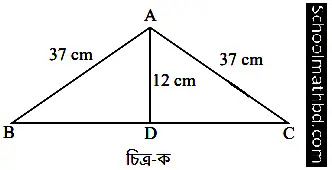 A
37 cm
37 cm
12 cm
B
D
C
চিত্র-ক
Schoolmathbd.com